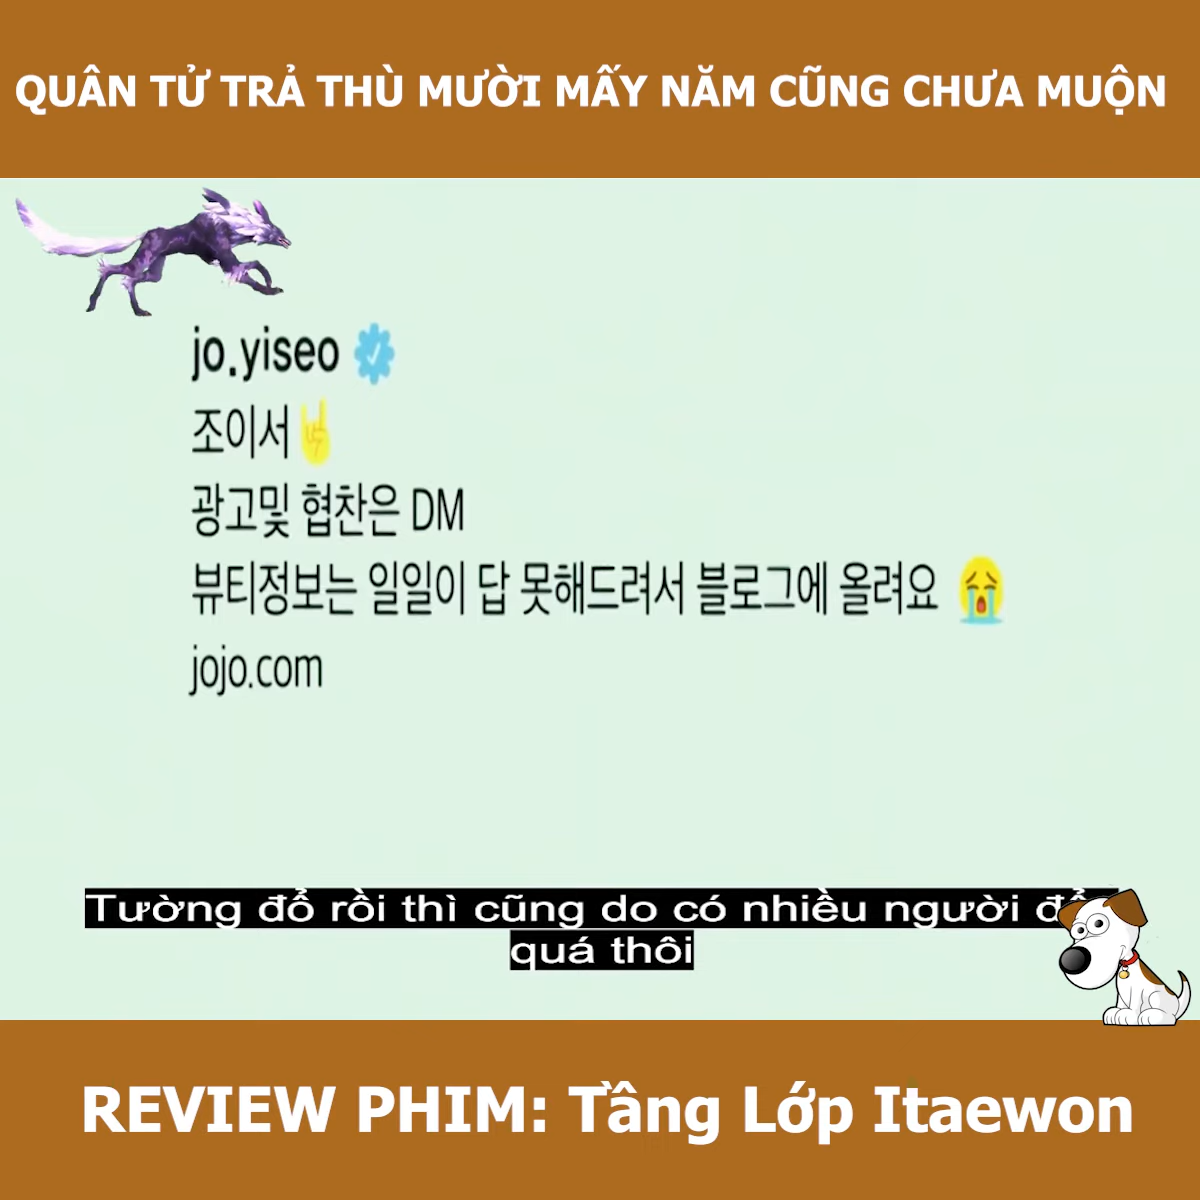 QUÂN TỬ TRẢ THÙ MƯỜI MẤY NĂM CŨNG CHƯA MUỘN
jo.yiseo
조이서🤘
광고및 협찬은 DM
뷰티정보는 일일이 답 못해드려서 블로그에 올려요 😭
jojo.com
Tường đổ rồi thì cũng do có nhiều người
quá thôi
REVIEW PHIM: Tầng Lớp Itaewon